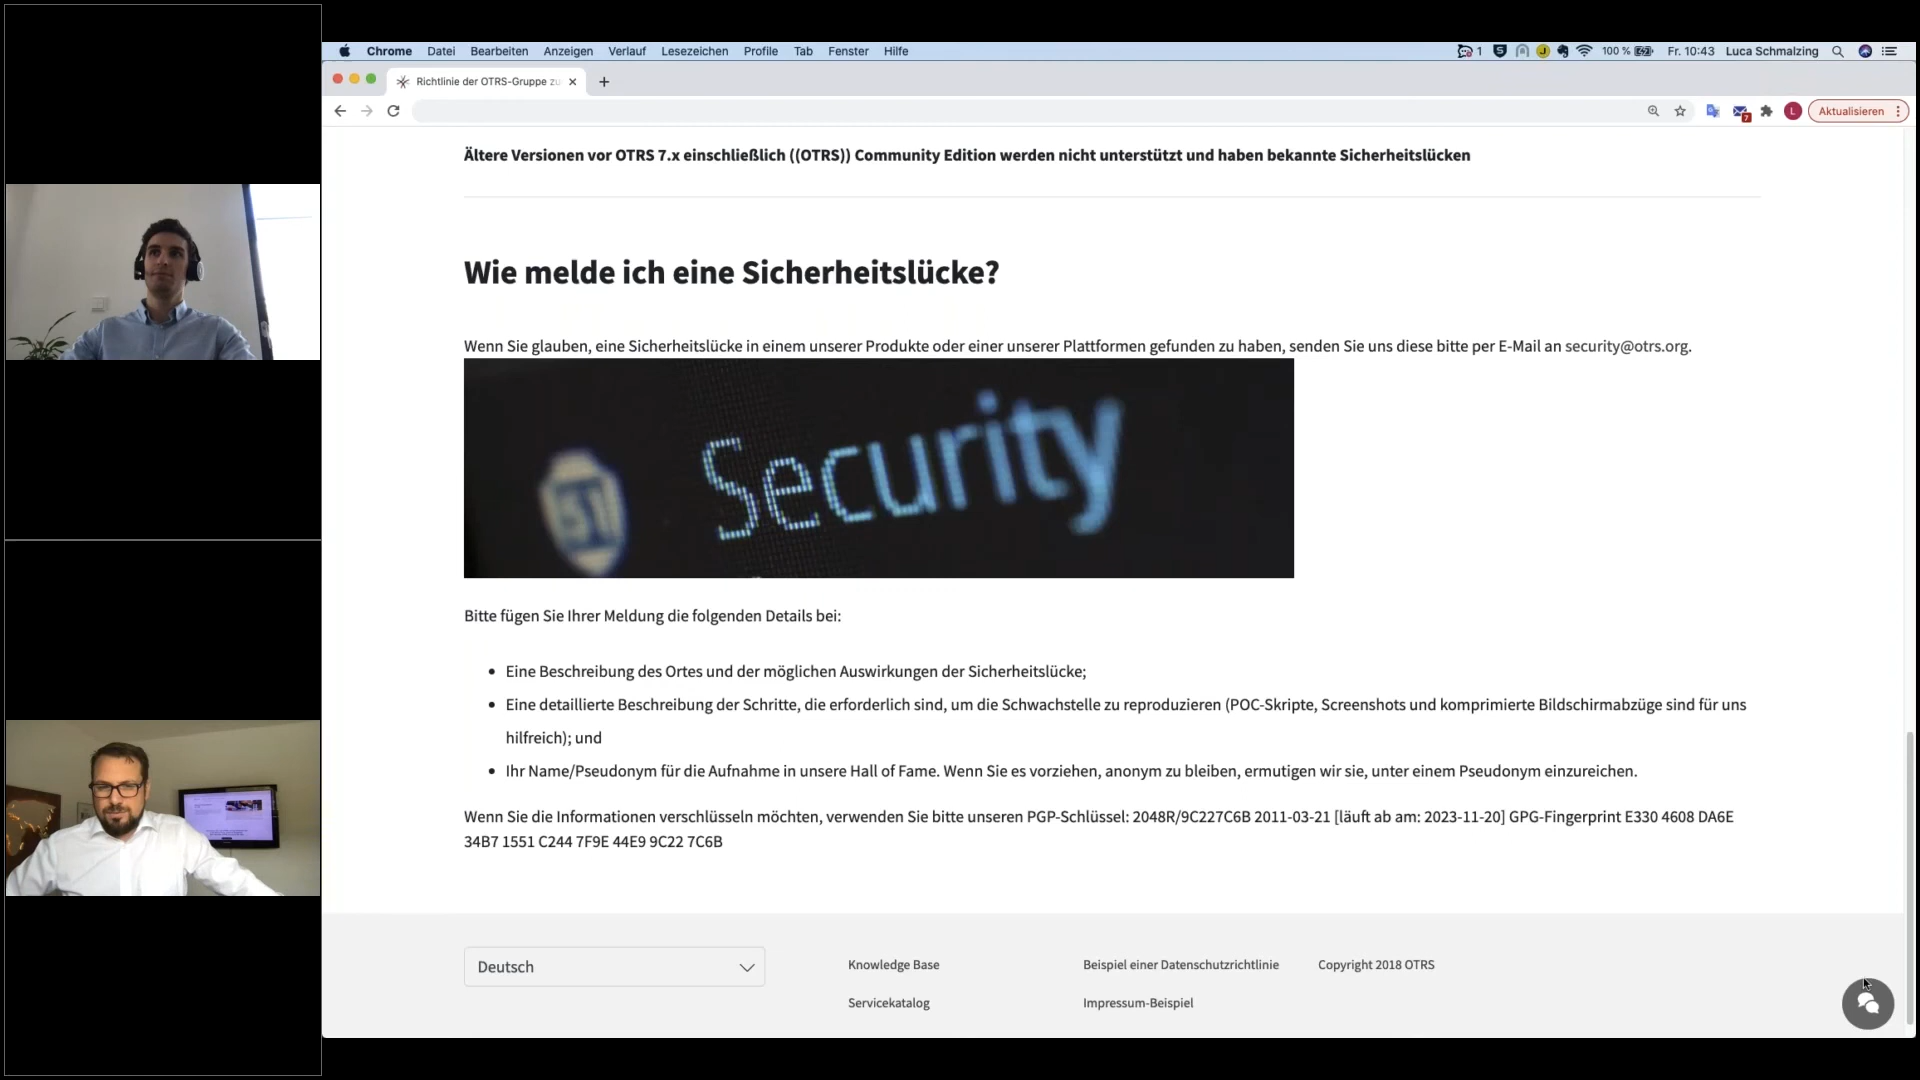 Chrome Datei Bearbeiten Anzeigen Verlauf Lesezeichen Profile Tab Fenster Hilfe 1 100 % Fr. 10:43 Luca Schmalzing
Richtlinie der OTRS-Gruppe zu
L 7 Aktualisieren
Ältere Versionen vor OTRS 7.x einschließlich ((OTRS)) Community Edition werden nicht unterstützt und haben bekannte Sicherheitslücken
Wie melde ich eine Sicherheitslücke?
Wenn Sie glauben, eine Sicherheitslücke in einem unserer Produkte oder einer unserer Plattformen gefunden zu haben, senden Sie uns diese bitte per E-Mail an security@otrs.org.
Security
Bitte fügen Sie Ihrer Meldung die folgenden Details bei:
• Eine Beschreibung des Ortes und der möglichen Auswirkungen der Sicherheitslücke;
• Eine detaillierte Beschreibung der Schritte, die erforderlich sind, um die Schwachstelle zu reproduzieren (POC-Skripte, Screenshots und komprimierte Bildschirmabzüge sind für uns
hilfreich); und
• Ihr Name/Pseudonym für die Aufnahme in unsere Hall of Fame. Wenn Sie es vorziehen, anonym zu bleiben, ermutigen wir sie, unter einem Pseudonym einzureichen.
Wenn Sie die Informationen verschlüsseln möchten, verwenden Sie bitte unseren PGP-Schlüssel: 2048R/9C227C6B 2011-03-21 [läuft ab am: 2023-11-20] GPG-Fingerprint E330 4608 DA6E
34B7 1551 C244 7F9E 44E9 9C22 7C6B
Deutsch
Knowledge Base Beispiel einer Datenschutzrichtlinie Copyright 2018 OTRS
Servicekatalog Impressum-Beispiel